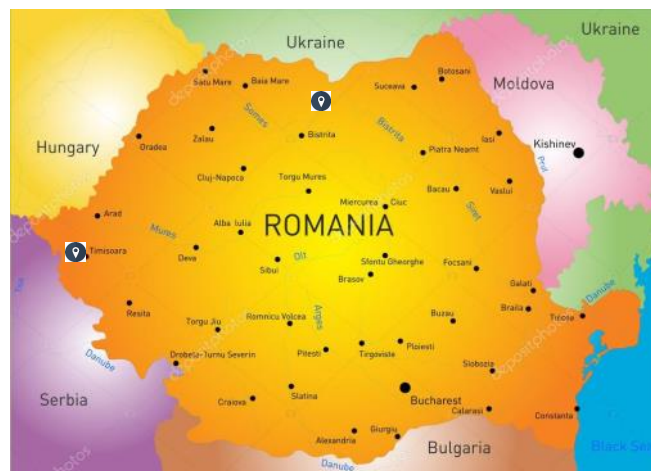 Ukraine
Ukraine
Satu Mare
Baia Mare
Suceava
Botosani
Moldova
depositphotos
Somes
Hungary
Oradea
Zalau
Bistrita
Bistrita
Iasi
Kishinev
Piatra Neamt
Prut
Cluj-Napoca
Torgu Mures
Bacau
Vaslui
Miercurea
Ciuc
Siret
Arad
Mures
Alba Iulia
ROMANIA
Timisoara
Deva
Sibui
Olt
Sfontu Gheorghe
Focsani
Brasov
Galati
Danube
Resita
Torgu Jiu
Romnicu Volcea
Arges
Buzau
Braila
depositphotos
Danube
Drobeta-Turnu Severin
Pitesti
Tirgoviste
Ploiesti
Slobozia
Serbia
Craiova
Slatina
Bucharest
Calarasi
Constanta
Alexandria
Giurgiu
Bulgaria
Black Sea
Danube